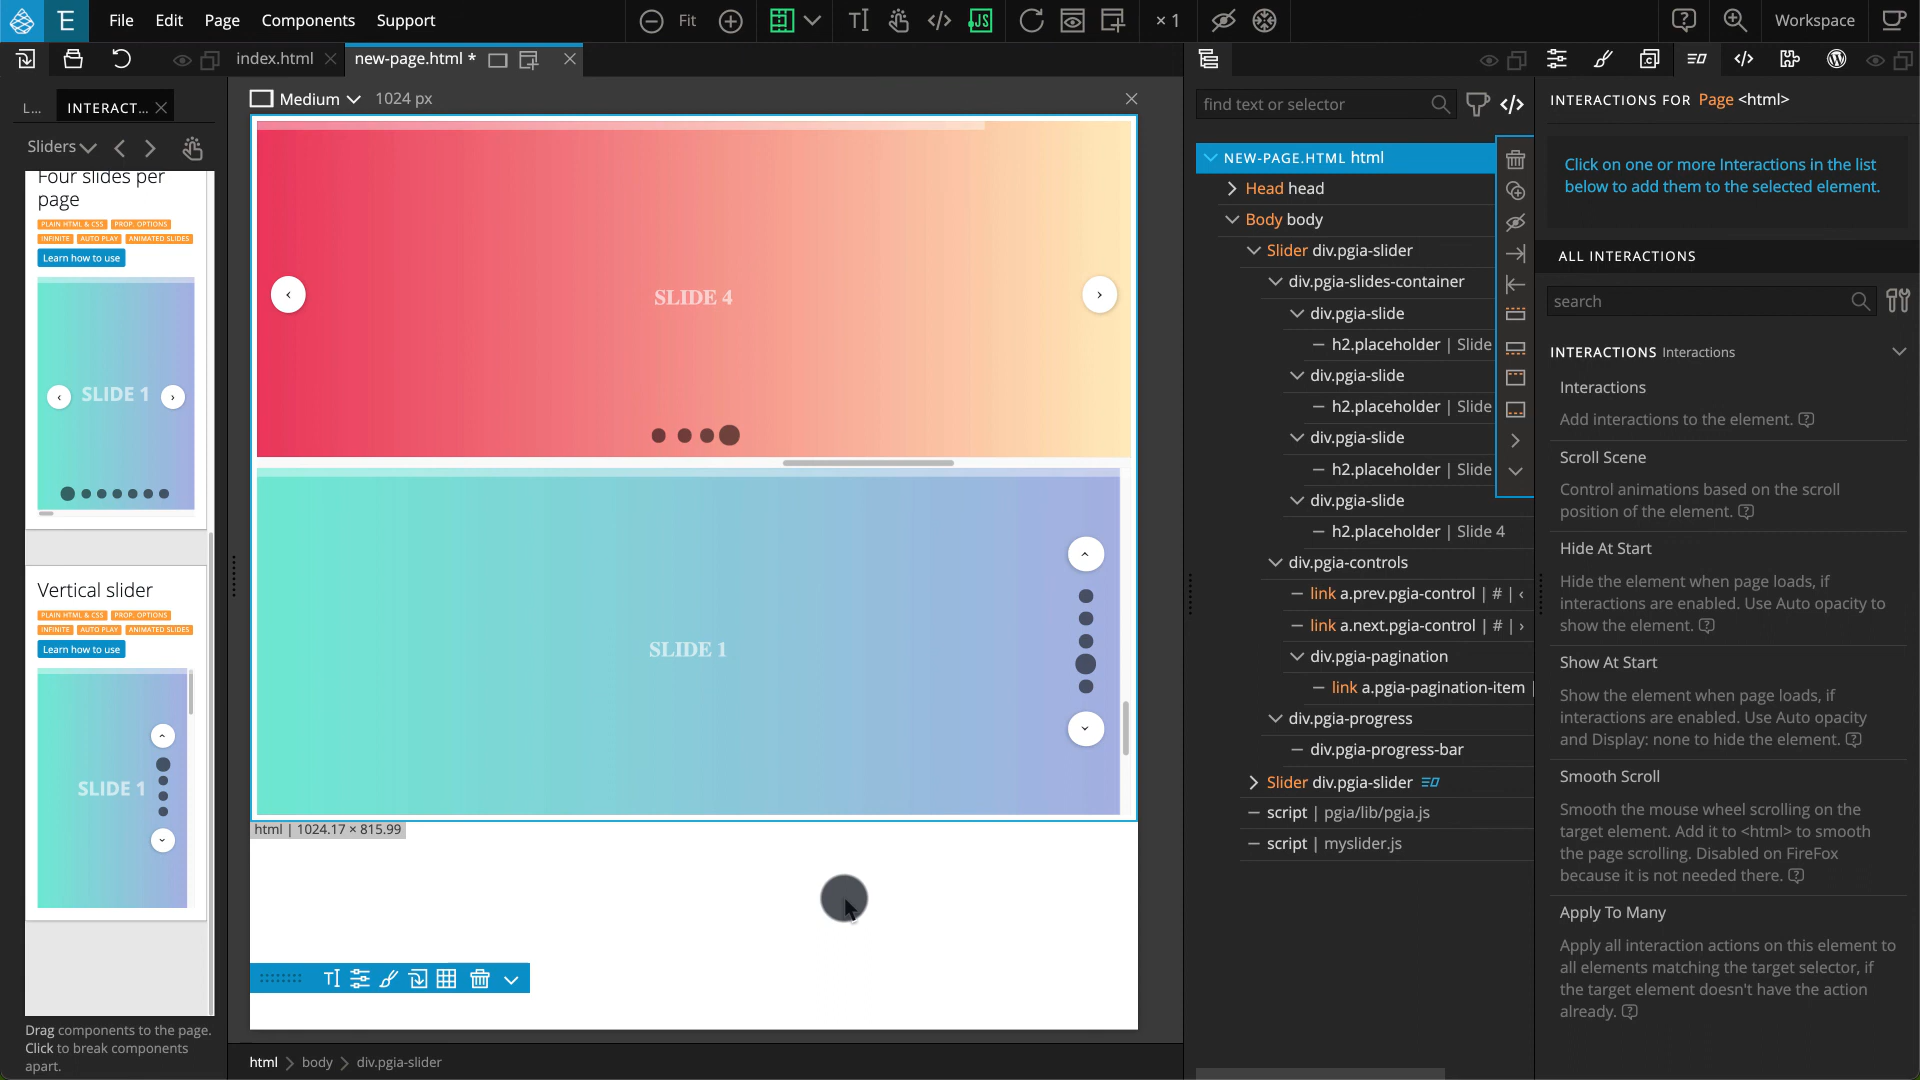 File Edit Page Components Support
Fit
JS
× 1
Workspace
index.html
new-page.html *
L...
INTERACT...
Sliders
Four slides per
page
PLAIN HTML & CSS PROP. OPTIONS
INFINITE AUTO PLAY ANIMATED SLIDES
Learn how to use
SLIDE 1
Vertical slider
PLAIN HTML & CSS PROP. OPTIONS
INFINITE AUTO PLAY ANIMATED SLIDES
Learn how to use
SLIDE 1
Drag components to the page.
Click to break components
apart.
Medium 1024 px
SLIDE 4
SLIDE 1
html | 1024.17 × 815.99
html body div.pgia-slider
find text or selector
NEW-PAGE.HTML html
Head head
Body body
Slider div.pgia-slider
div.pgia-slides-container
div.pgia-slide
h2.placeholder | Slide
div.pgia-slide
h2.placeholder | Slide
div.pgia-slide
h2.placeholder | Slide
div.pgia-slide
h2.placeholder | Slide 4
div.pgia-controls
link a.prev.pgia-control | # | ‹
link a.next.pgia-control | # | ›
div.pgia-pagination
link a.pgia-pagination-item |
div.pgia-progress
div.pgia-progress-bar
Slider div.pgia-slider
script | pgia/lib/pgia.js
script | myslider.js
INTERACTIONS FOR Page <html>
Click on one or more Interactions in the list
below to add them to the selected element.
ALL INTERACTIONS
search
INTERACTIONS Interactions
Interactions
Add interactions to the element.
Scroll Scene
Control animations based on the scroll
position of the element.
Hide At Start
Hide the element when page loads, if
interactions are enabled. Use Auto opacity to
show the element.
Show At Start
Show the element when page loads, if
interactions are enabled. Use Auto opacity
and Display: none to hide the element.
Smooth Scroll
Smooth the mouse wheel scrolling on the
target element. Add it to <html> to smooth
the page scrolling. Disabled on FireFox
because it is not needed there.
Apply To Many
Apply all interaction actions on this element to
all elements matching the target selector, if
the target element doesn't have the action
already.